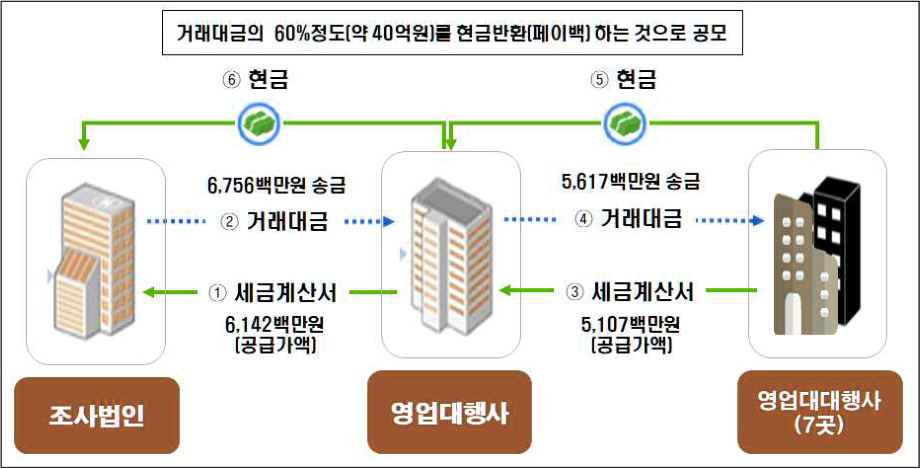 거래대금의 60%정도(약 40억원)를 현금반환(페이백) 하는 것으로 공모
⑥ 현금
⑤ 현금
6,756백만원 송금
② 거래대금
5,617백만원 송금
④ 거래대금
① 세금계산서
6,142백만원
(공급가액)
③ 세금계산서
5,107백만원
(공급가액)
조사법인
영업대행사
영업대대행사
(7곳)